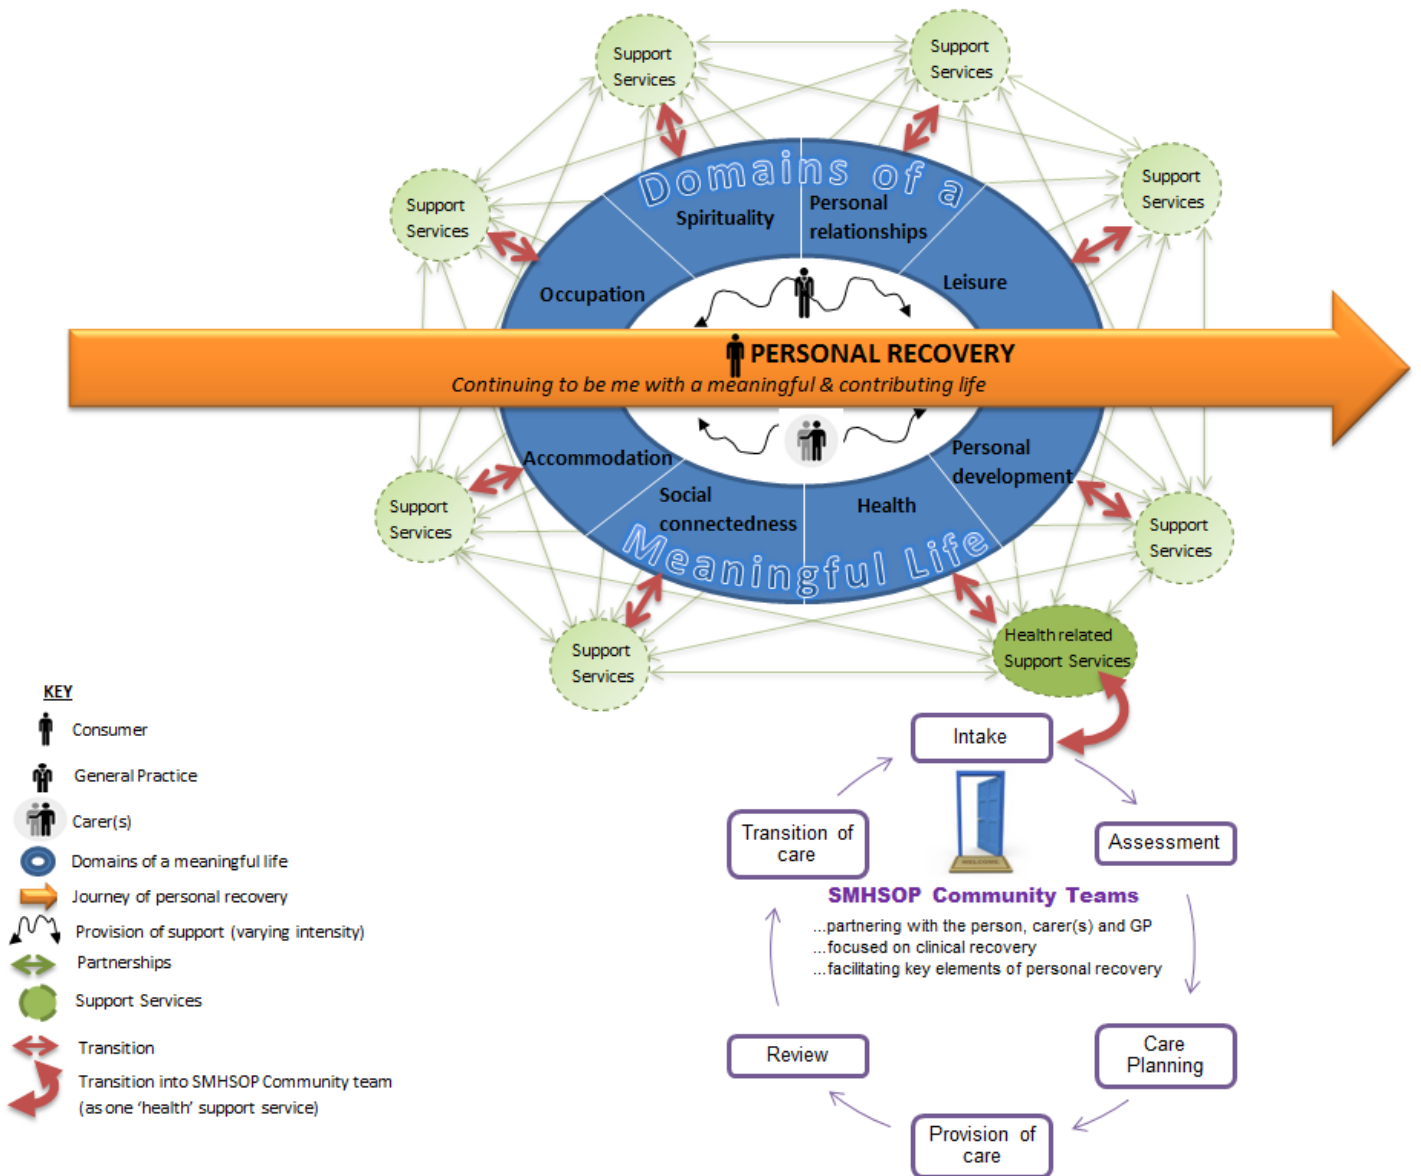 Support
Services
Support
Services
Support
Services
Support
Services
Domains of a
Spirituality
Personal
relationships
Occupation
Leisure
PERSONAL RECOVERY
Continuing to be me with a meaningful & contributing life
Accommodation
Personal
development
Social
connectedness
Health
Meaningful Life
Support
Services
Support
Services
Support
Services
Health related
Support Services
KEY
Consumer
General Practice
Carer(s)
Domains of a meaningful life
Journey of personal recovery
Provision of support (varying intensity)
Partnerships
Support Services
Transition
Transition into SMHSOP Community team
(as one ‘health’ support service)
Intake
Transition of
care
Assessment
WELCOME
SMHSOP Community Teams
...partnering with the person, carer(s) and GP
...focused on clinical recovery
...facilitating key elements of personal recovery
Review
Care
Planning
Provision of
care